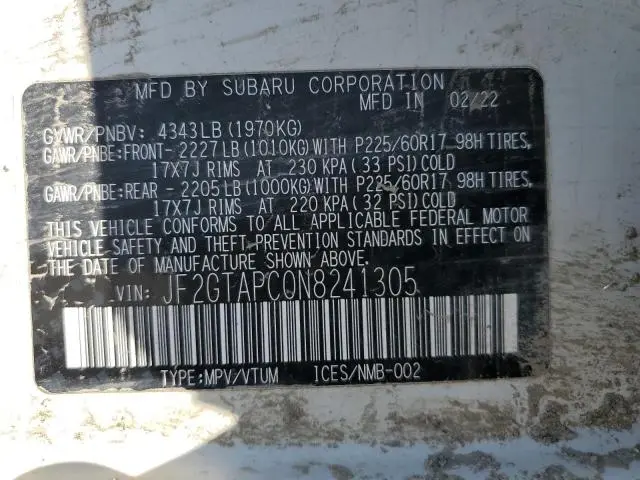 MFD BY SUBARU CORPORATION
MFD IN 02/22
GVWR/PNBV: 4343LB(1970KG)
GAWR/PNBE:FRONT- 2227LB(1010KG)WITH P225/60R17 98H TIRES,
17X7J RIMS AT 230 KPA(33 PSI)COLD
GAWR/PNBE:REAR - 2205LB(1000KG)WITH P225/60R17 98H TIRES,
17X7J RIMS AT 220 KPA(32 PSI)COLD
THIS VEHICLE CONFORMS TO ALL APPLICABLE FEDERAL MOTOR
VEHICLE SAFETY AND THEFT PREVENTION STANDARDS IN EFFECT ON
THE DATE OF MANUFACTURE SHOWN ABOVE.
VIN: JF2GTAPC0N8241305
TYPE:MPV/VTUM ICES/NMB-002